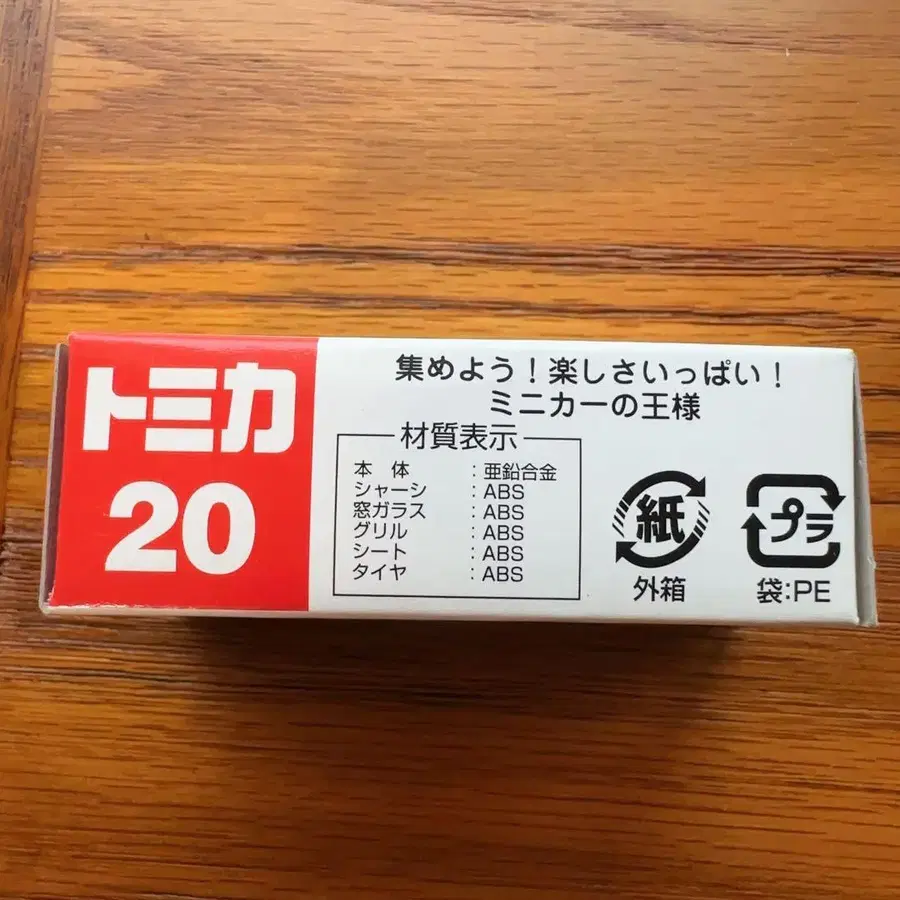 トミカ
20
集めよう！楽しさいっぱい！
ミニカーの王様
材質表示
本体：亜鉛合金
シャーシ：ABS
窓ガラス：ABS
グリル：ABS
シート：ABS
タイヤ：ABS
紙
外箱
プラ
袋：PE